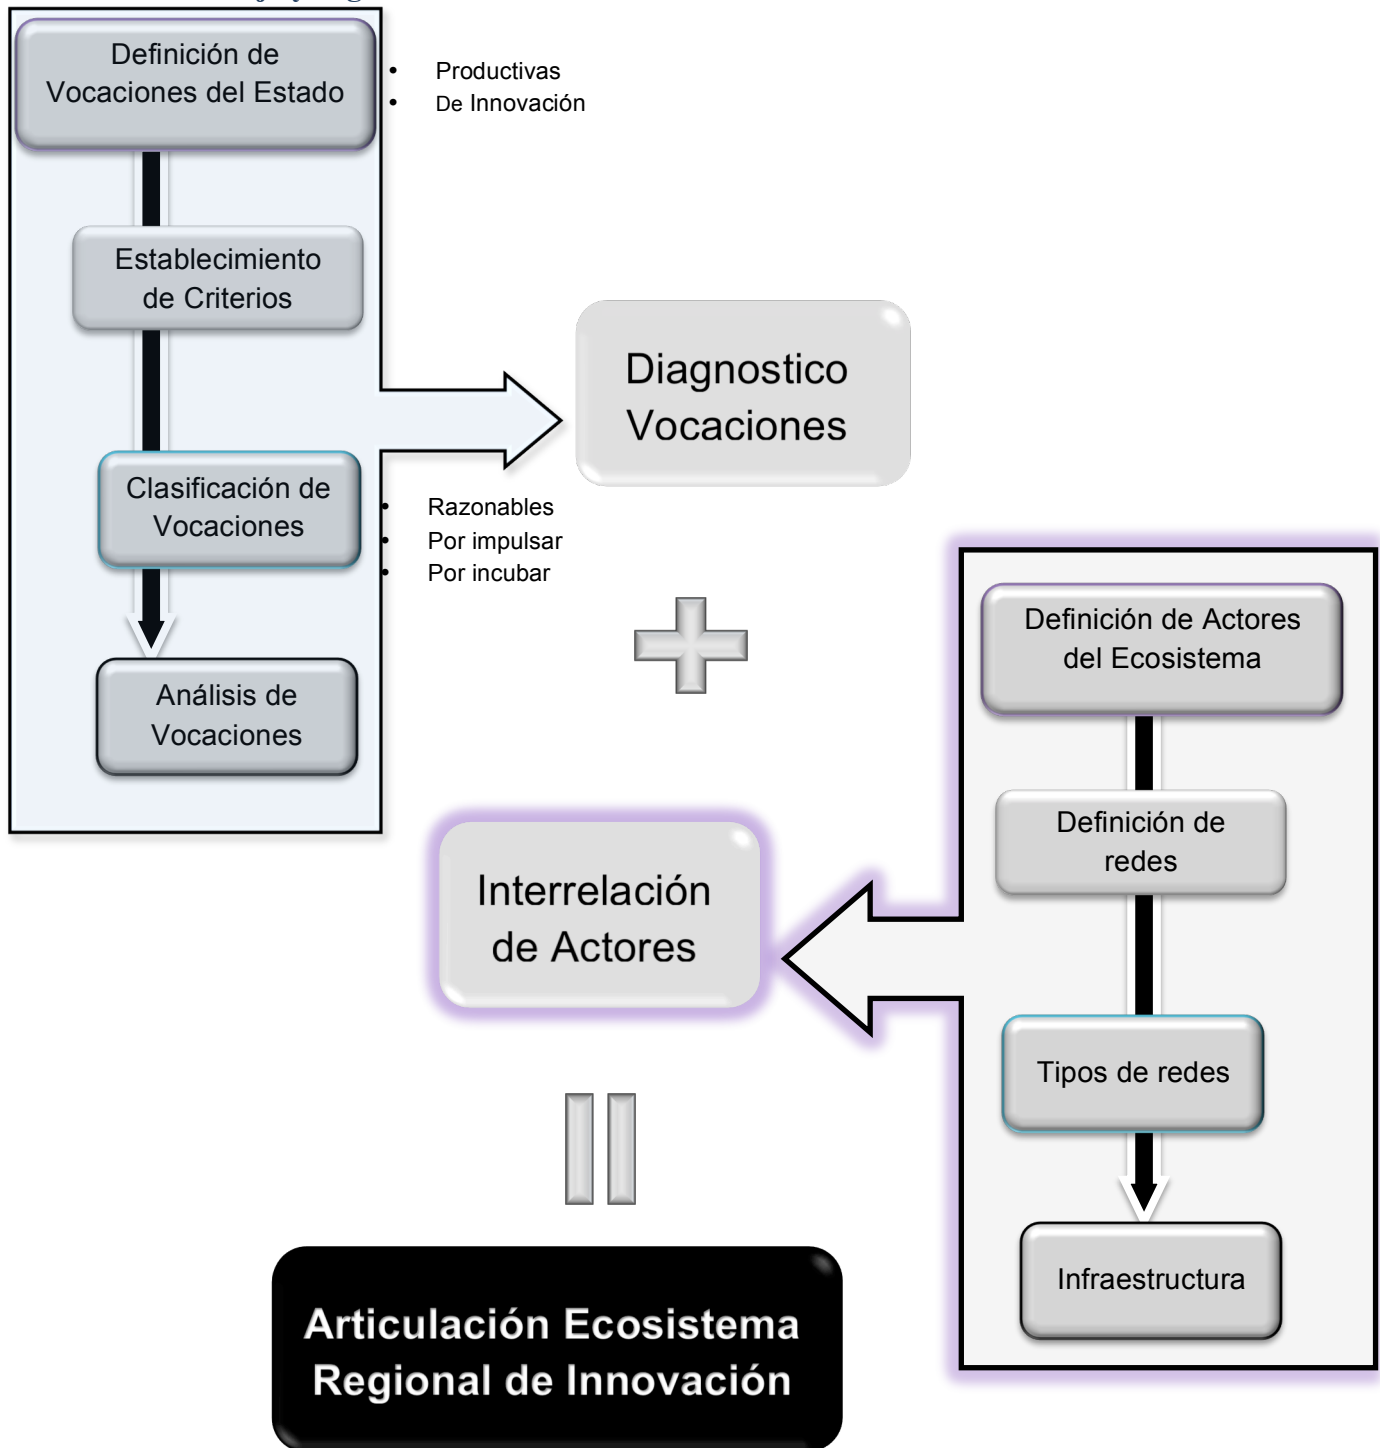 Definición de
Vocaciones del Estado
• Productivas
• De Innovación
Establecimiento
de Criterios
Diagnostico
Vocaciones
Clasificación de
Vocaciones
• Razonables
• Por impulsar
• Por incubar
Análisis de
Vocaciones
Definición de Actores
del Ecosistema
Definición de
redes
Interrelación
de Actores
Tipos de redes
Infraestructura
Articulación Ecosistema
Regional de Innovación